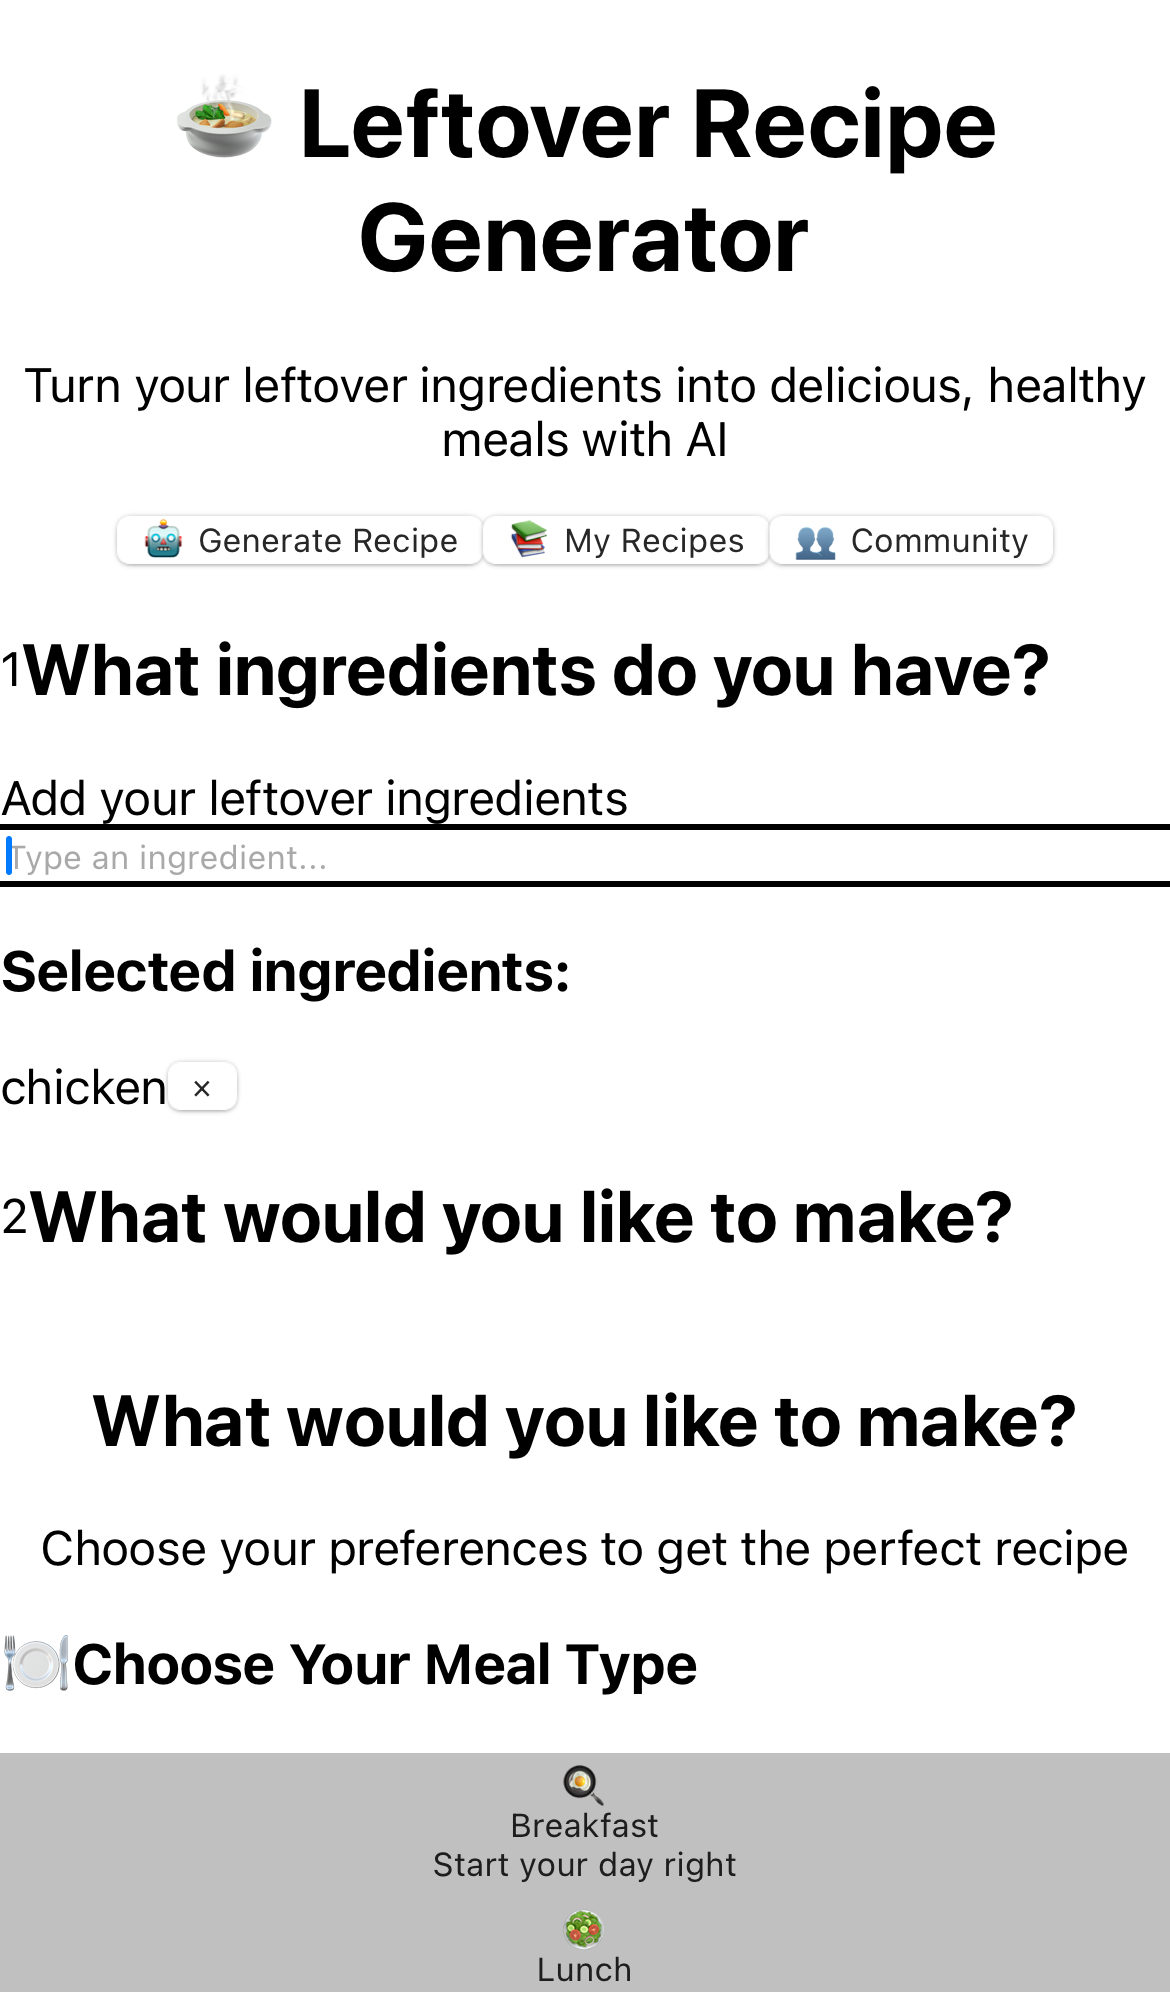 Leftover Recipe
Generator
Turn your leftover ingredients into delicious, healthy
meals with AI
Generate Recipe My Recipes Community
1What ingredients do you have?
Add your leftover ingredients
Type an ingredient...
Selected ingredients:
chicken ×
2What would you like to make?
What would you like to make?
Choose your preferences to get the perfect recipe
Choose Your Meal Type
Breakfast
Start your day right
Lunch